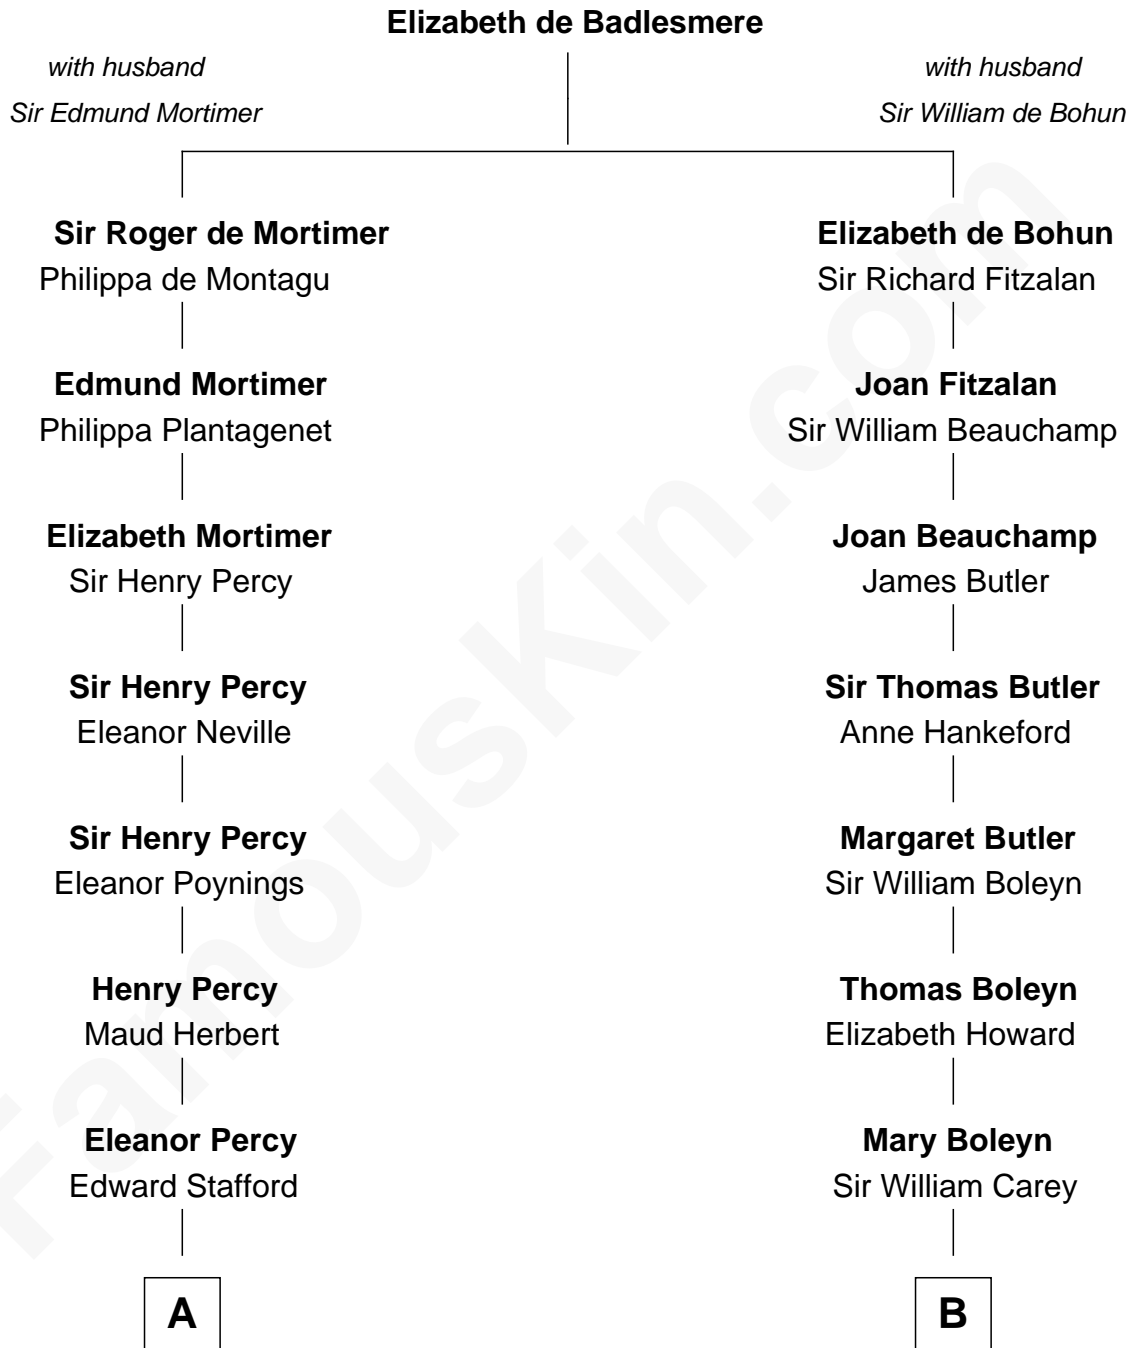 Elizabeth de Badlesmere
with husband
Sir Edmund Mortimer
with husband
Sir William de Bohun
Sir Roger de Mortimer
Philippa de Montagu
Elizabeth de Bohun
Sir Richard Fitzalan
Edmund Mortimer
Philippa Plantagenet
Joan Fitzalan
Sir William Beauchamp
Elizabeth Mortimer
Sir Henry Percy
Joan Beauchamp
James Butler
Sir Henry Percy
Eleanor Neville
Sir Thomas Butler
Anne Hankeford
Sir Henry Percy
Eleanor Poynings
Margaret Butler
Sir William Boleyn
Henry Percy
Maud Herbert
Thomas Boleyn
Elizabeth Howard
Eleanor Percy
Edward Stafford
Mary Boleyn
Sir William Carey
A
B
FamousKin.com